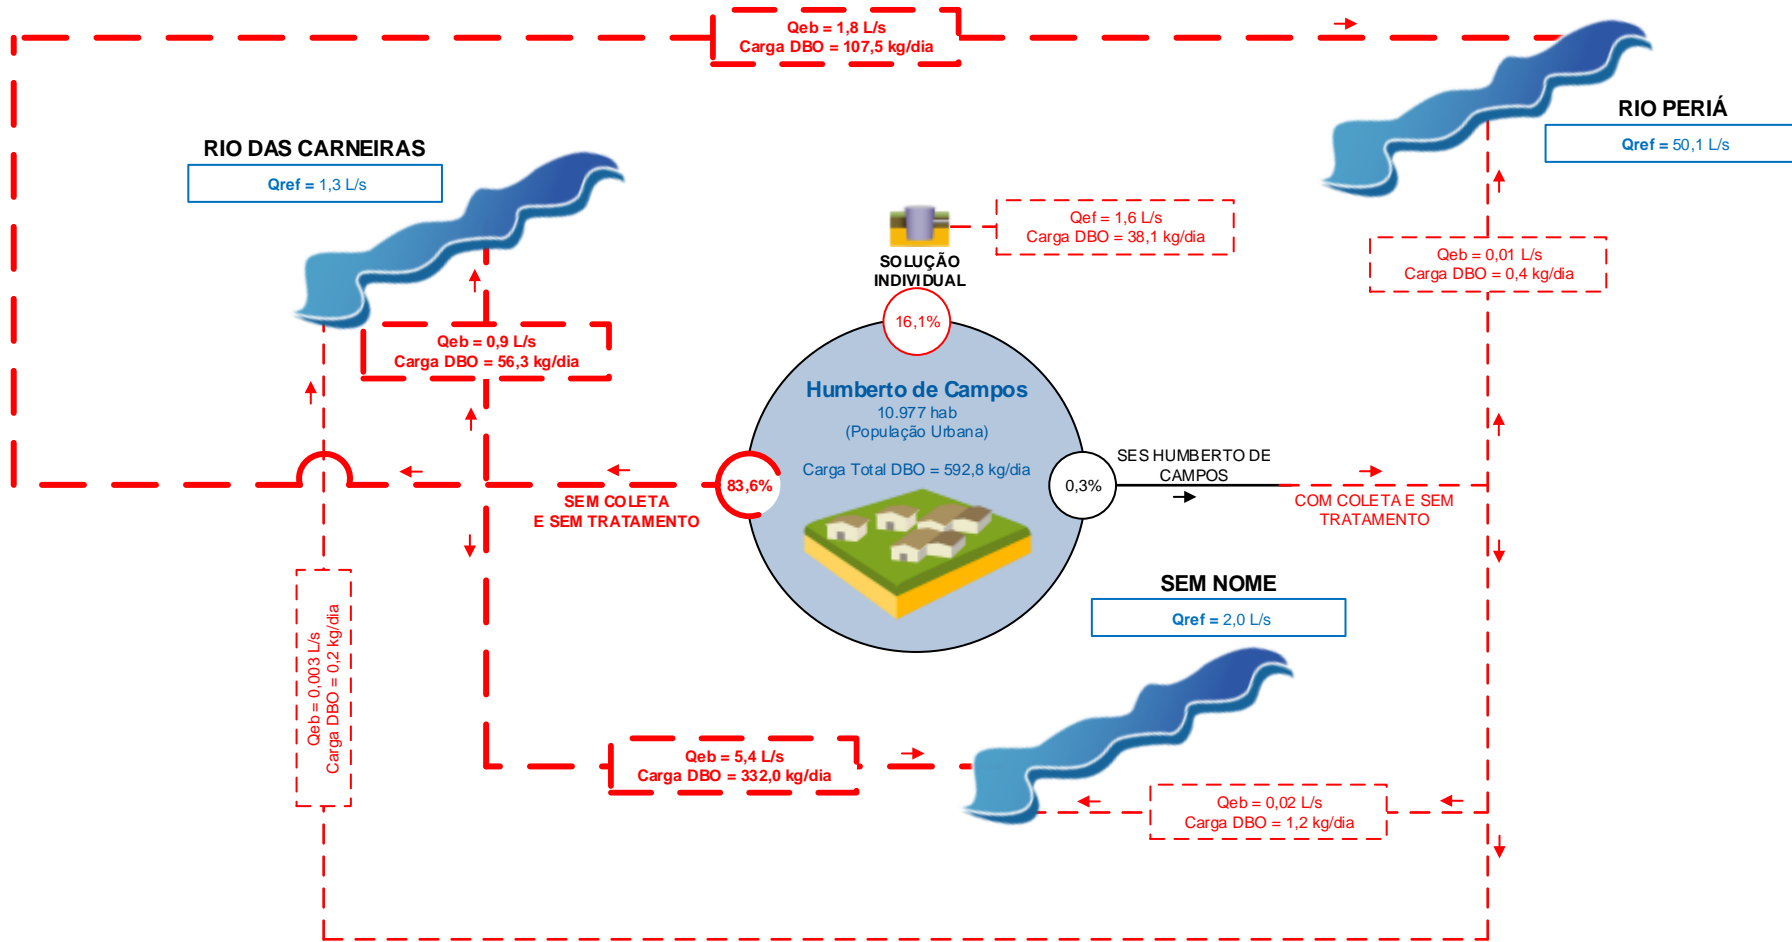 Qeb = 1,8 L/s
Carga DBO = 107,5 kg/dia
RIO PERIÁ
Qref = 50,1 L/s
RIO DAS CARNEIRAS
Qref = 1,3 L/s
Qef = 1,6 L/s
Carga DBO = 38,1 kg/dia
SOLUÇÃO
INDIVIDUAL
Qeb = 0,01 L/s
Carga DBO = 0,4 kg/dia
16,1%
Qeb = 0,9 L/s
Carga DBO = 56,3 kg/dia
Humberto de Campos
10.977 hab
(População Urbana)
Carga Total DBO = 592,8 kg/dia
83,6%
SEM COLETA
E SEM TRATAMENTO
0,3%
SES HUMBERTO DE
CAMPOS
COM COLETA E SEM
TRATAMENTO
SEM NOME
Qref = 2,0 L/s
Qeb = 0,003 L/s
Carga DBO = 0,2 kg/dia
Qeb = 5,4 L/s
Carga DBO = 332,0 kg/dia
Qeb = 0,02 L/s
Carga DBO = 1,2 kg/dia